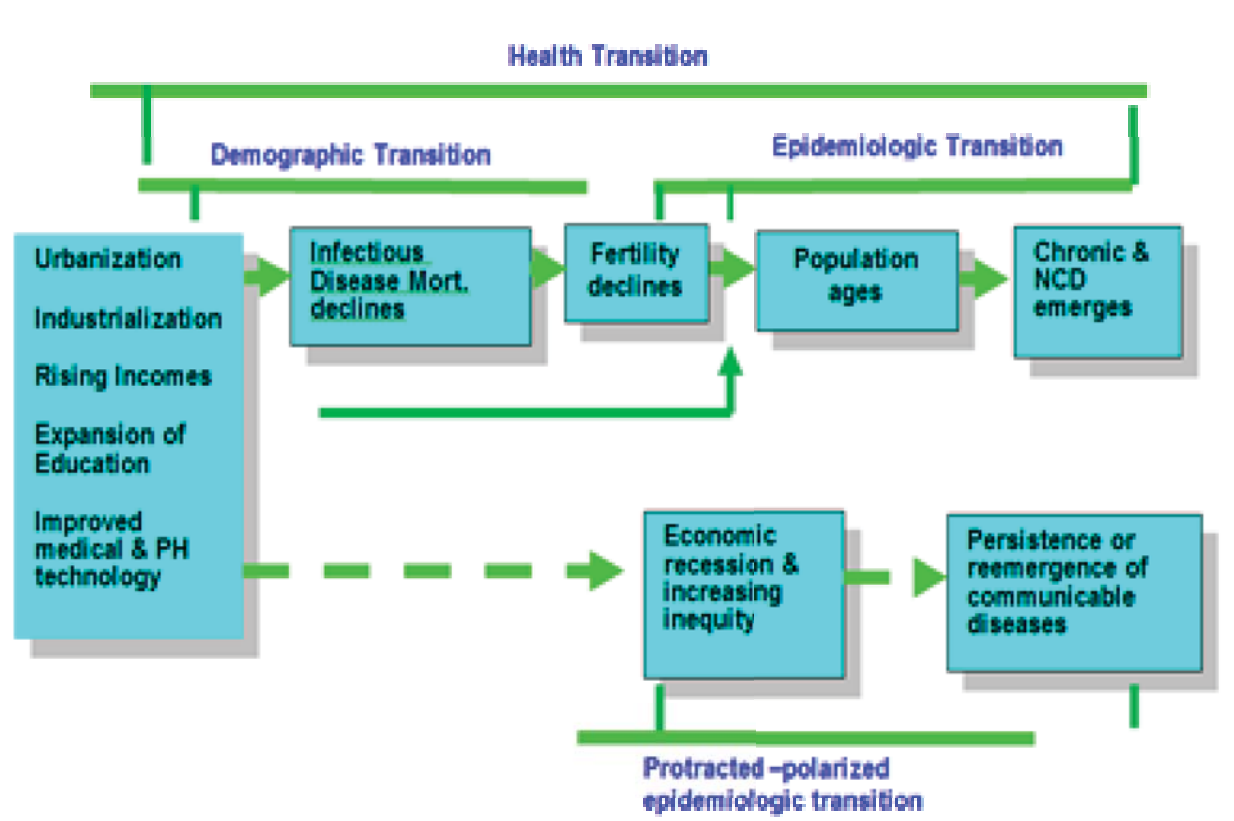 Health Transition
Demographic Transition
Epidemiologic Transition
Urbanization
Industrialization
Rising Incomes
Expansion of
Education
Improved
medical & PH
technology
Infectious
Disease Mort.
declines
Fertility
declines
Population
ages
Chronic &
NCD
emerges
Economic
recession &
increasing
inequity
Persistence or
reemergence of
communicable
diseases
Protracted–polarized
epidemiologic transition